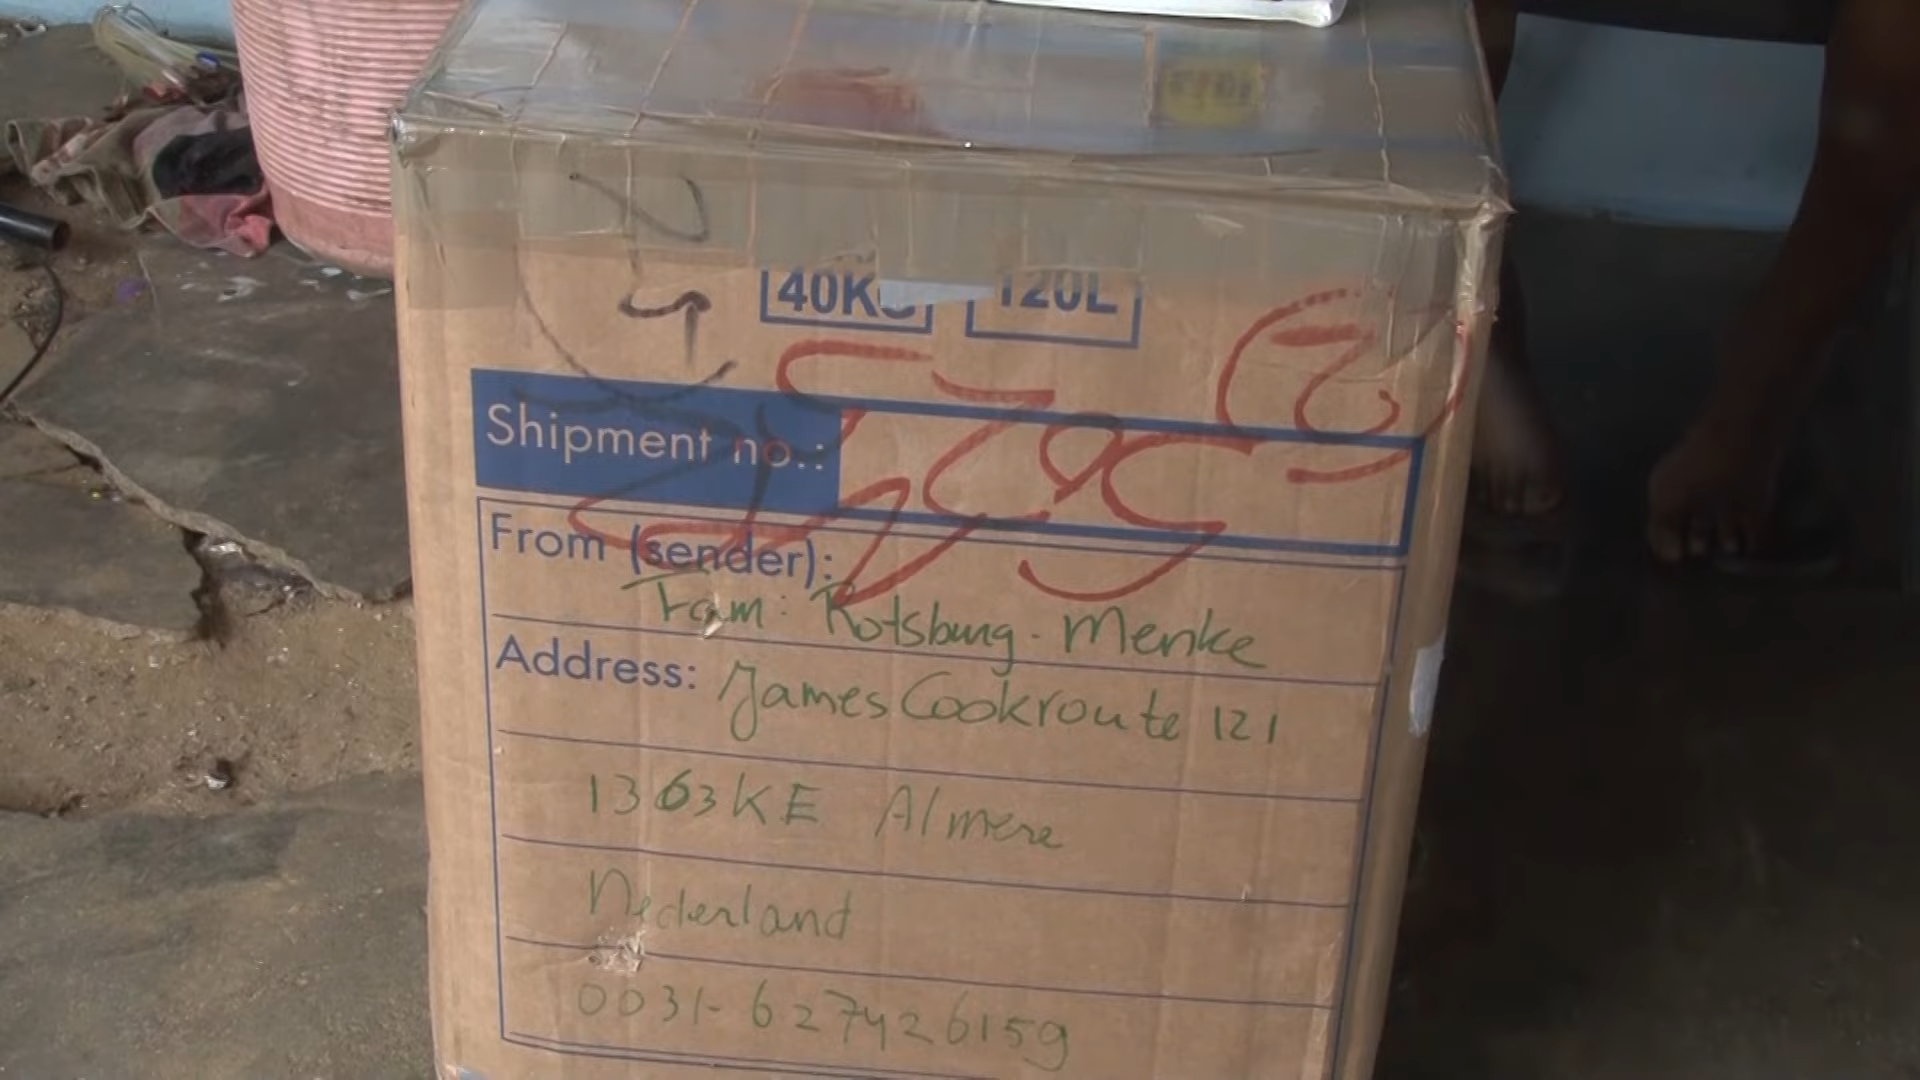 40KG 120L
Shipment no.:
From (sender):
Fam: Rotsburg - Menke
Address: James Cookroute 121
1363KE Almere
Nederland
0031-627426159